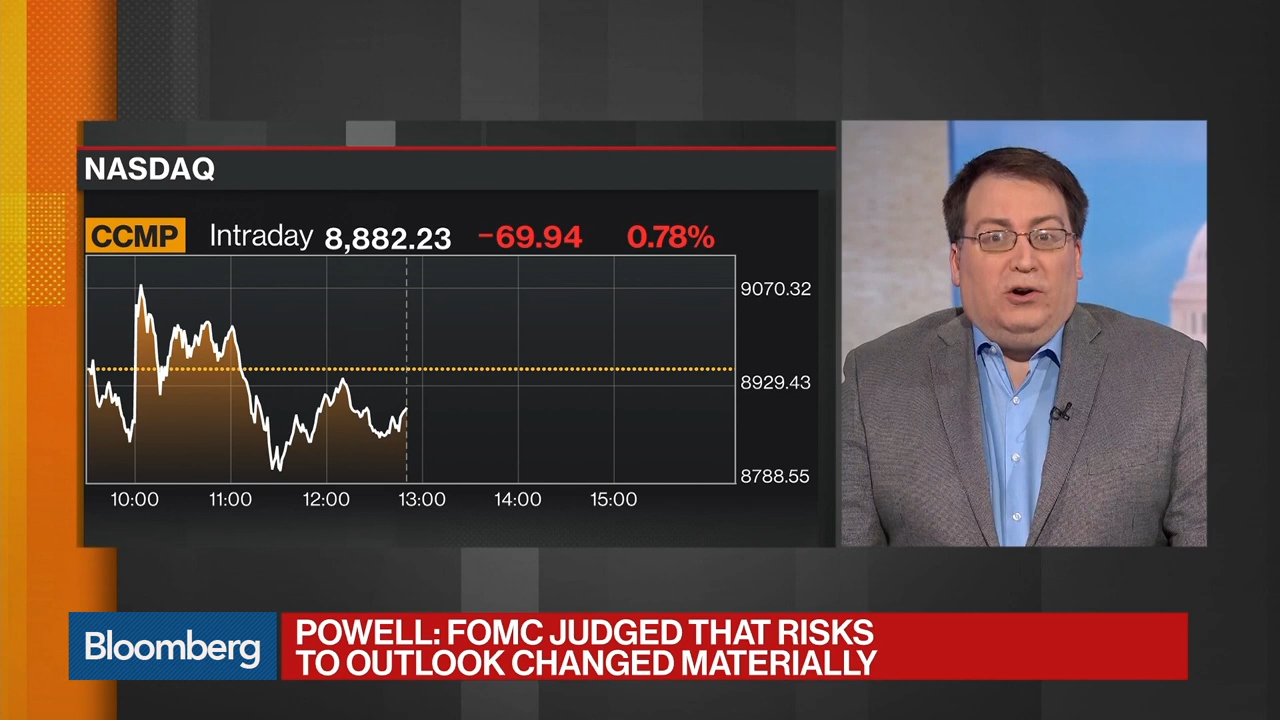 NASDAQ
CCMP Intraday 8,882.23 −69.94 0.78%
9070.32
8929.43
8788.55
10:00 11:00 12:00 13:00 14:00 15:00
Bloomberg
POWELL: FOMC JUDGED THAT RISKS
TO OUTLOOK CHANGED MATERIALLY